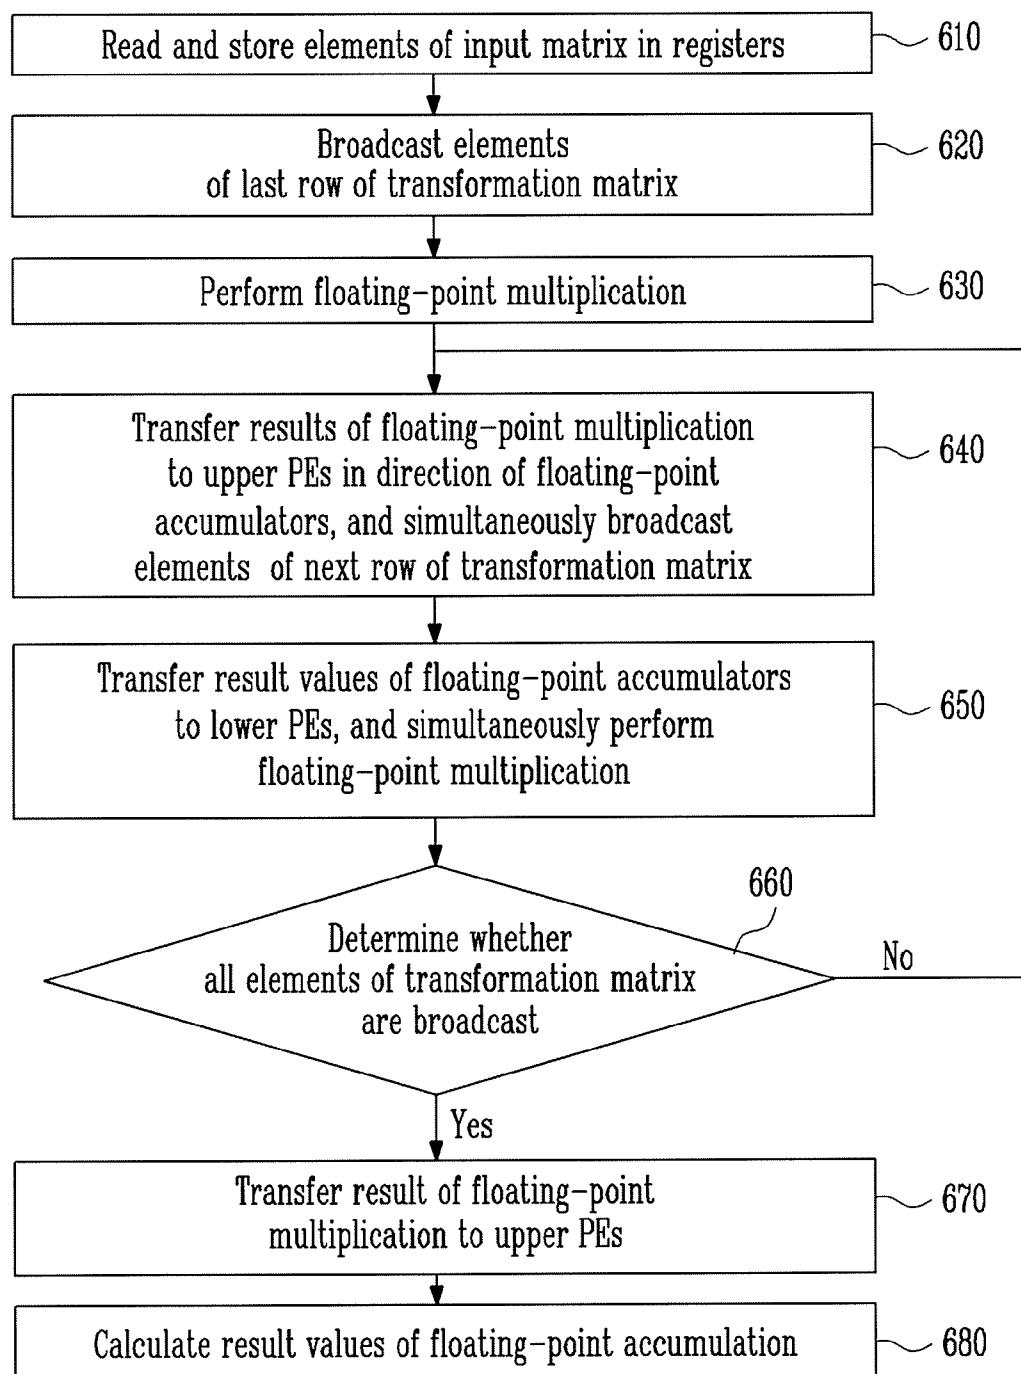 Read and store elements of input matrix in registers
610
Broadcast elements
of last row of transformation matrix
620
Perform floating-point multiplication
630
Transfer results of floating-point multiplication
to upper PEs in direction of floating-point
accumulators, and simultaneously broadcast
elements of next row of transformation matrix
640
Transfer result values of floating-point accumulators
to lower PEs, and simultaneously perform
floating-point multiplication
650
660
Determine whether
all elements of transformation matrix
are broadcast
No
Yes
Transfer result of floating-point
multiplication to upper PEs
670
Calculate result values of floating-point accumulation
680